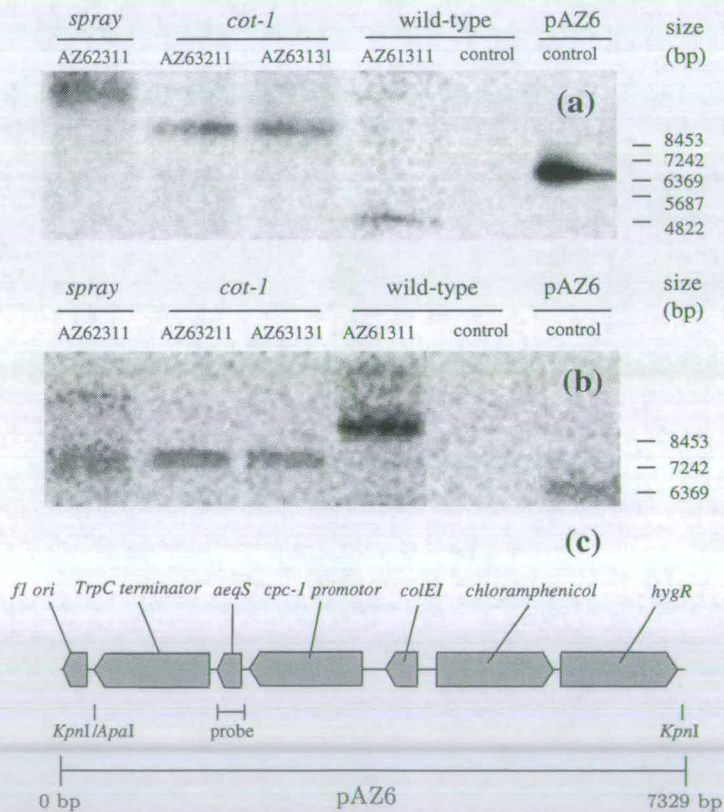 spray cot-1 wild-type pAZ6 size
AZ62311 AZ63211 AZ63131 AZ61311 control control (bp)
(a)
8453
7242
6369
5687
4822
spray cot-1 wild-type pAZ6 size
AZ62311 AZ63211 AZ63131 AZ61311 control control (bp)
(b)
8453
7242
6369
(c)
f1 ori TrpC terminator aeqS cpc-1 promotor colEI chloramphenicol hygR
KpnI/ApaI probe KpnI
0 bp pAZ6 7329 bp